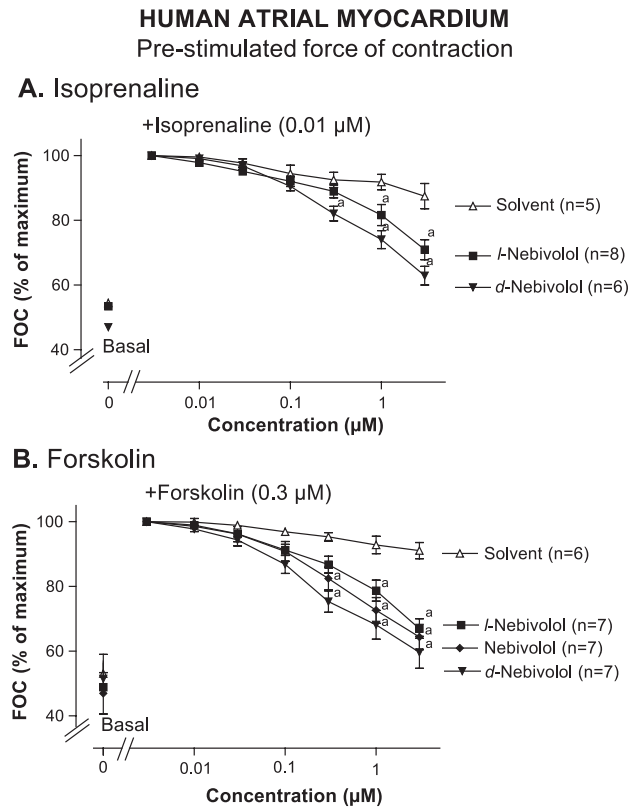 HUMAN ATRIAL MYOCARDIUM
Pre-stimulated force of contraction
A. Isoprenaline
+Isoprenaline (0.01 µM)
FOC (% of maximum)
100
80
60
40
Basal
a
a
a
a
a
Solvent (n=5)
l-Nebivolol (n=8)
d-Nebivolol (n=6)
0
0.01
0.1
1
Concentration (µM)
B. Forskolin
+Forskolin (0.3 µM)
FOC (% of maximum)
100
80
60
40
Basal
a
a
a
a
a
a
a
a
Solvent (n=6)
l-Nebivolol (n=7)
Nebivolol (n=7)
d-Nebivolol (n=7)
0
0.01
0.1
1
Concentration (µM)